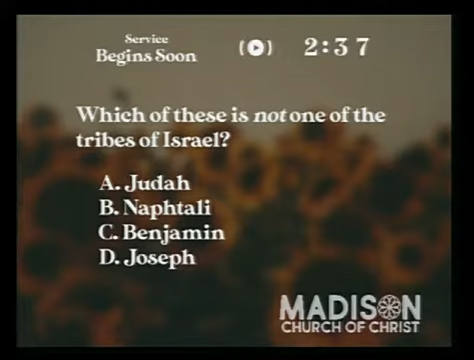 Service
Begins Soon
2:37
Which of these is not one of the
tribes of Israel?
A. Judah
B. Naphtali
C. Benjamin
D. Joseph
MADISON
CHURCH OF CHRIST